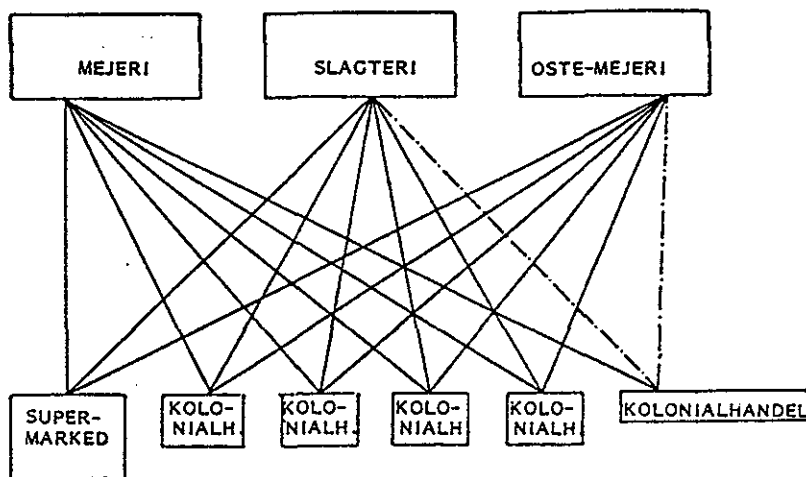 MEJERI
SLAGTERI
OSTE-MEJERI
SUPER-
MARKED
KOLO-
NIALH.
KOLO-
NIALH.
KOLO-
NIALH
KOLO-
NIALH
KOLONIALHANDEL